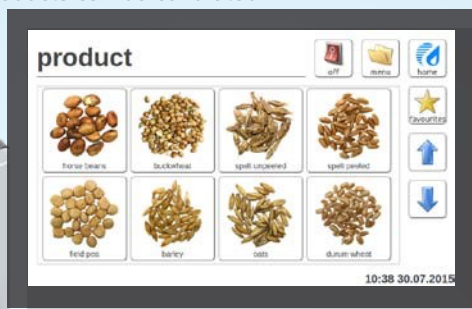 product
off
menu
home
horse beans
buckwheat
spelt unpeeled
spelt peeled
favourites
field pea
barley
oats
durum wheat
10:38 30.07.2015